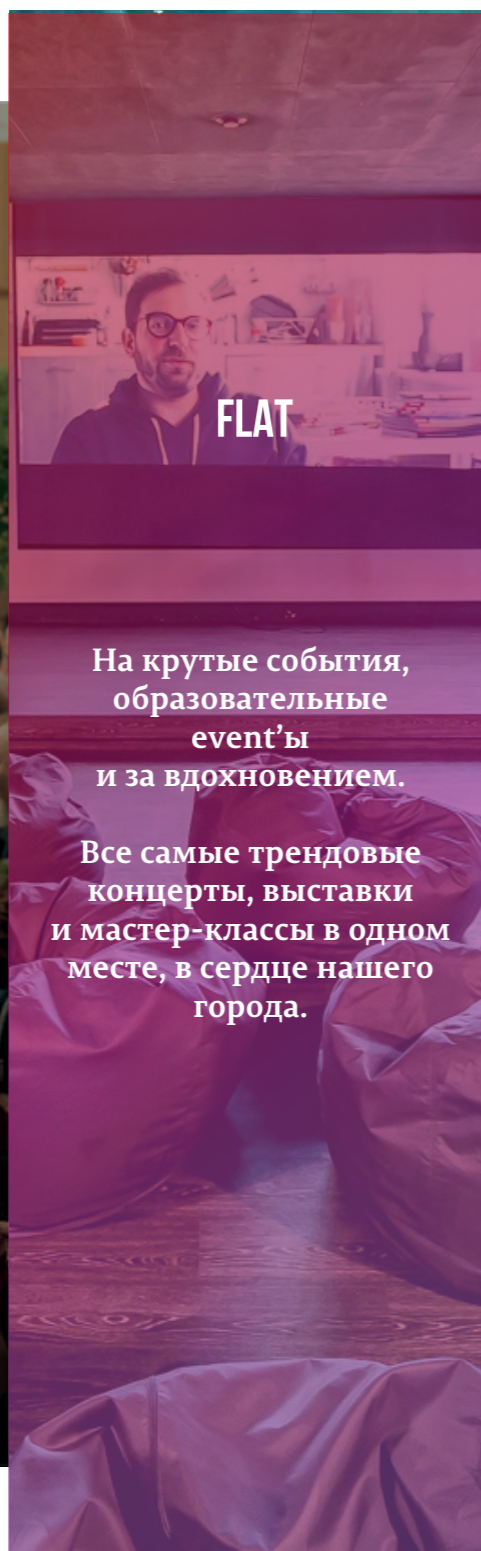 FLAT
На крутые события,
образовательные
event’ы
и за вдохновением.
Все самые трендовые
концерты, выставки
и мастер-классы в одном
месте, в сердце нашего
города.